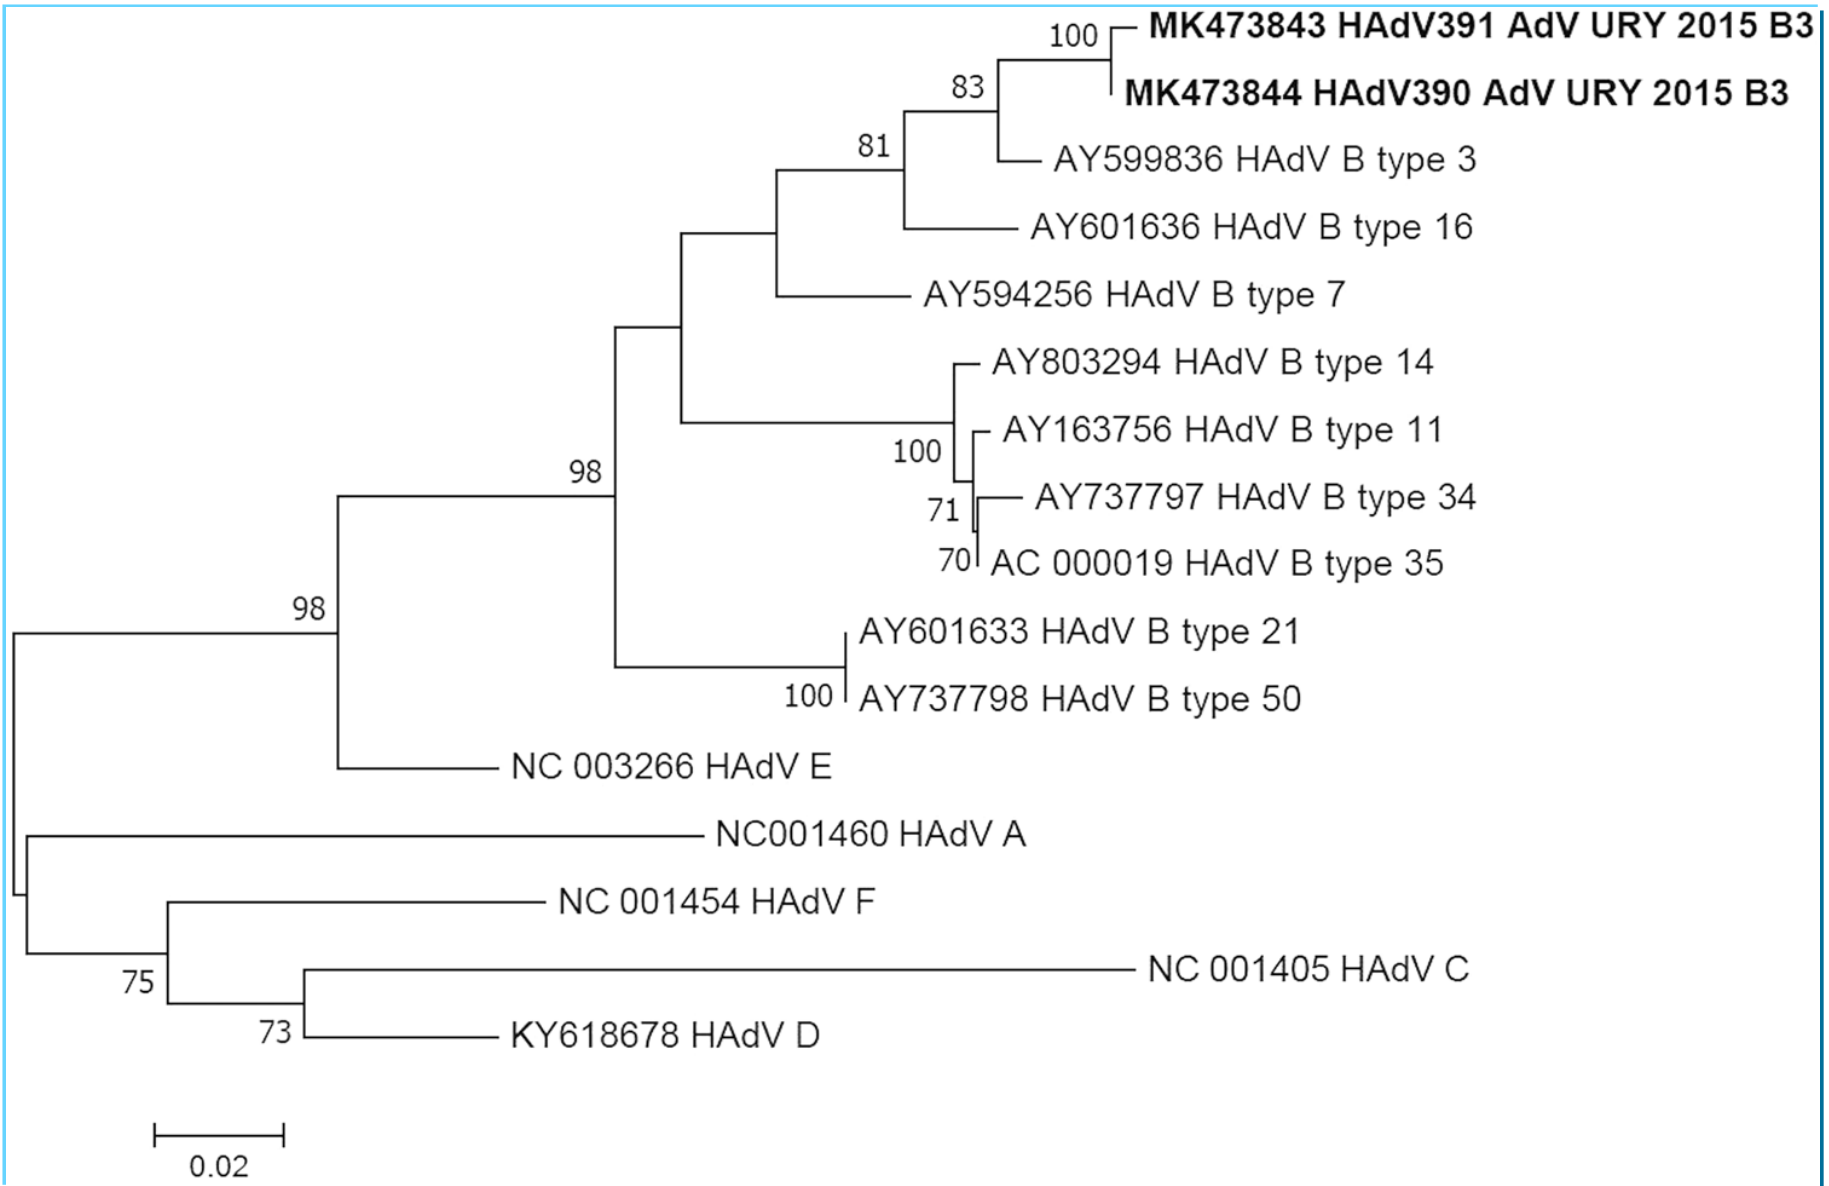 MK473843 HAdV391 AdV URY 2015 B3
100
MK473844 HAdV390 AdV URY 2015 B3
83
AY599836 HAdV B type 3
81
AY601636 HAdV B type 16
AY594256 HAdV B type 7
AY803294 HAdV B type 14
AY163756 HAdV B type 11
100
98
AY737797 HAdV B type 34
71
70
AC 000019 HAdV B type 35
98
AY601633 HAdV B type 21
100
AY737798 HAdV B type 50
NC 003266 HAdV E
NC001460 HAdV A
NC 001454 HAdV F
NC 001405 HAdV C
75
73
KY618678 HAdV D
0.02